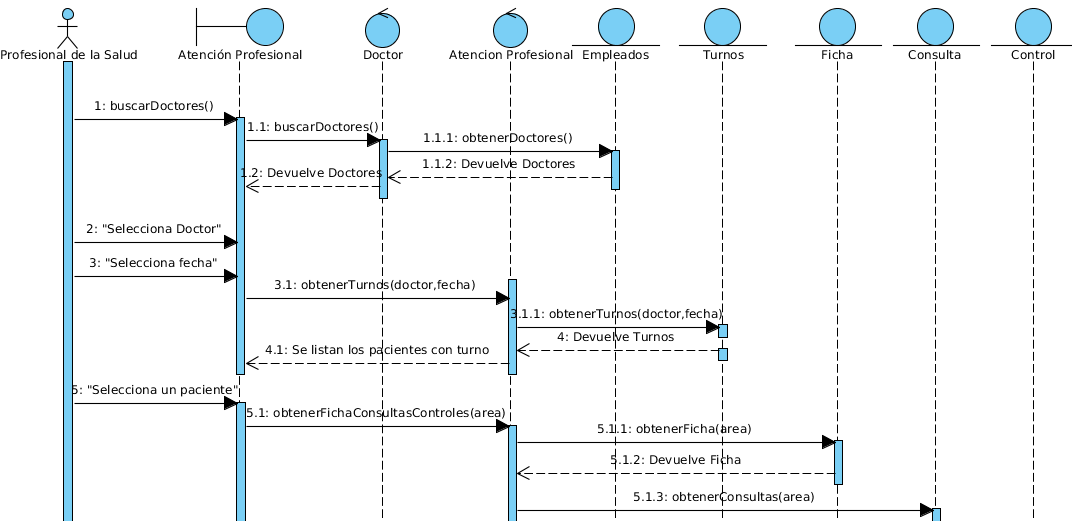 Profesional de la Salud
Atención Profesional
Doctor
Atencion Profesional
Empleados
Turnos
Ficha
Consulta
Control
1: buscarDoctores()
1.1: buscarDoctores()
1.1.1: obtenerDoctores()
1.1.2: Devuelve Doctores
1.2: Devuelve Doctores
2: "Selecciona Doctor"
3: "Selecciona fecha"
3.1: obtenerTurnos(doctor,fecha)
3.1.1: obtenerTurnos(doctor,fecha)
4: Devuelve Turnos
4.1: Se listan los pacientes con turno
5: "Selecciona un paciente"
5.1: obtenerFichaConsultasControles(area)
5.1.1: obtenerFicha(area)
5.1.2: Devuelve Ficha
5.1.3: obtenerConsultas(area)